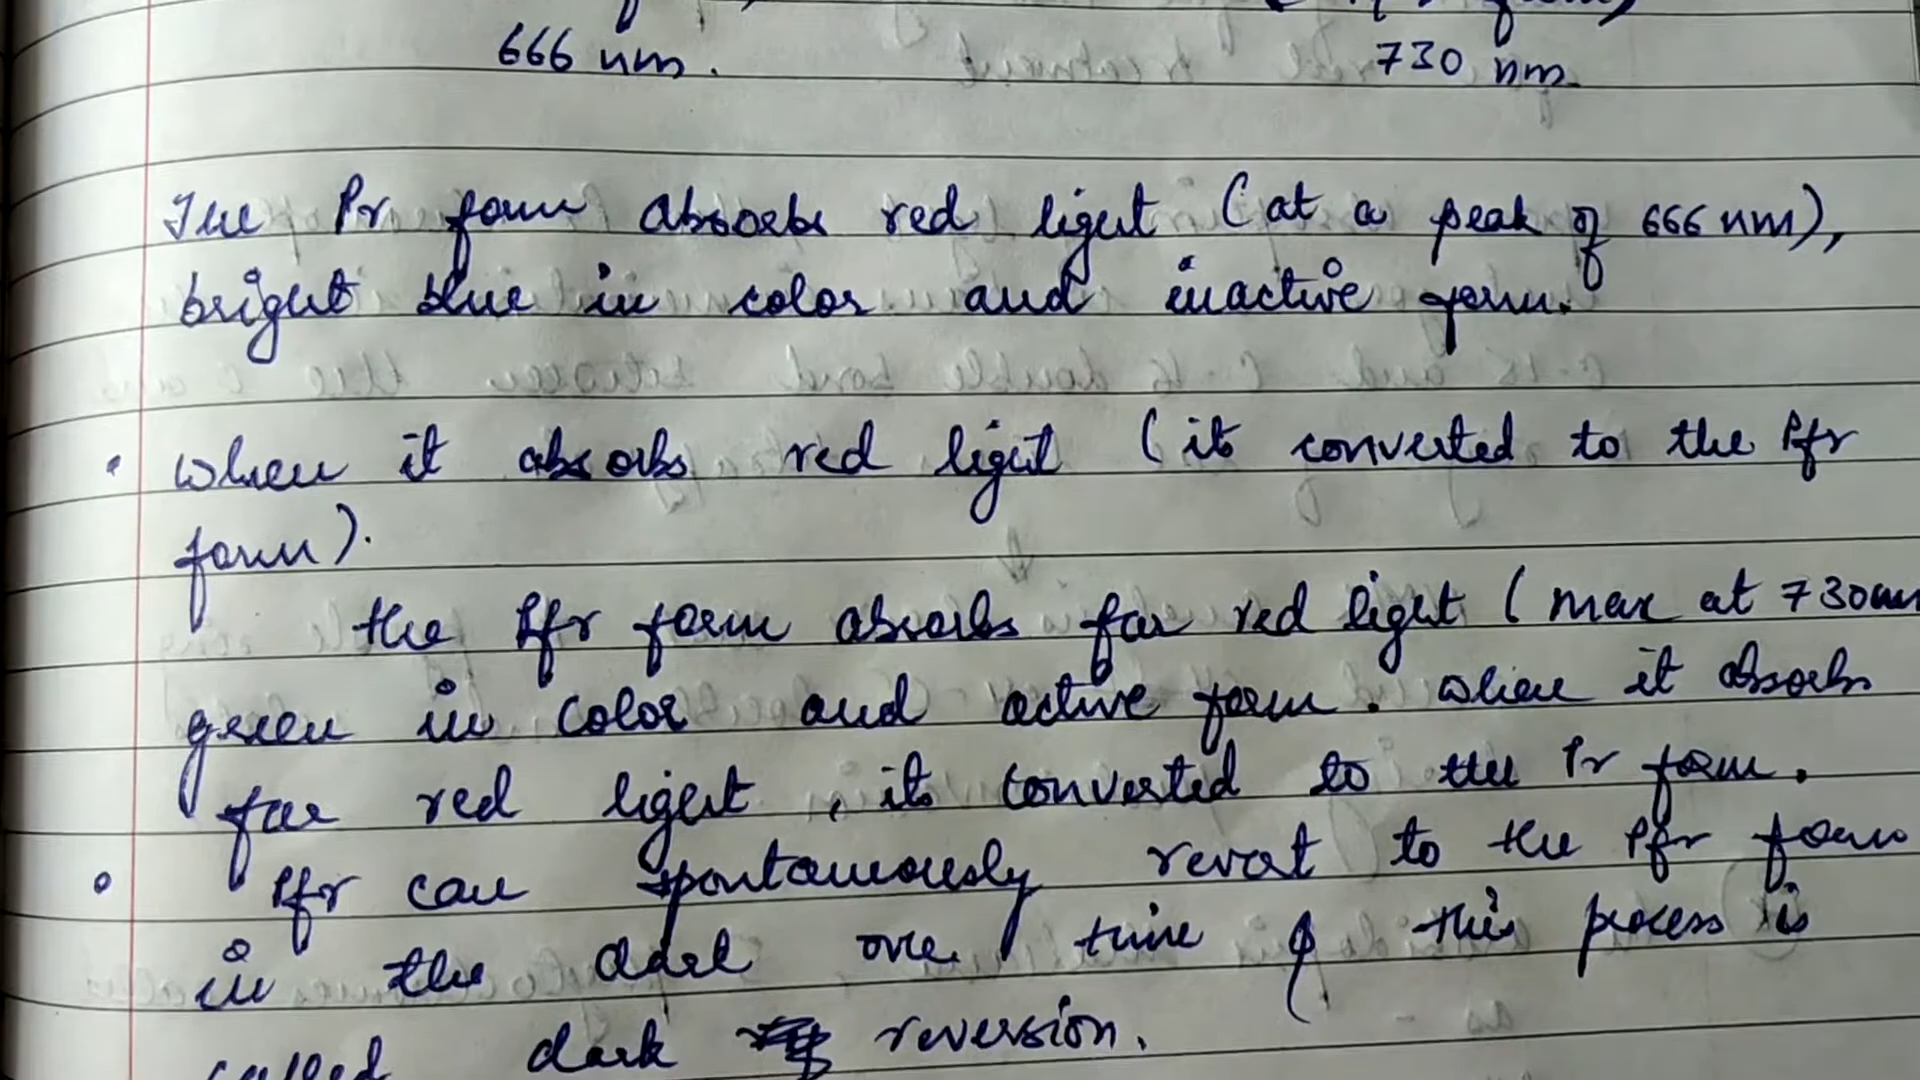 666 nm.
730 nm.
The Pr form absorbs red light (at a peak of 666 nm),
bright blue in color and inactive form.
• when it absorbs red light (its converted to the Pfr
form).
the Pfr form absorbs far red light (max at 730nm
green in color and active form. when it absorbs
far red light, its converted to the Pr form.
• Pfr can spontaneously revert to the Pfr form
in the dark over time & this process is
called dark reversion.